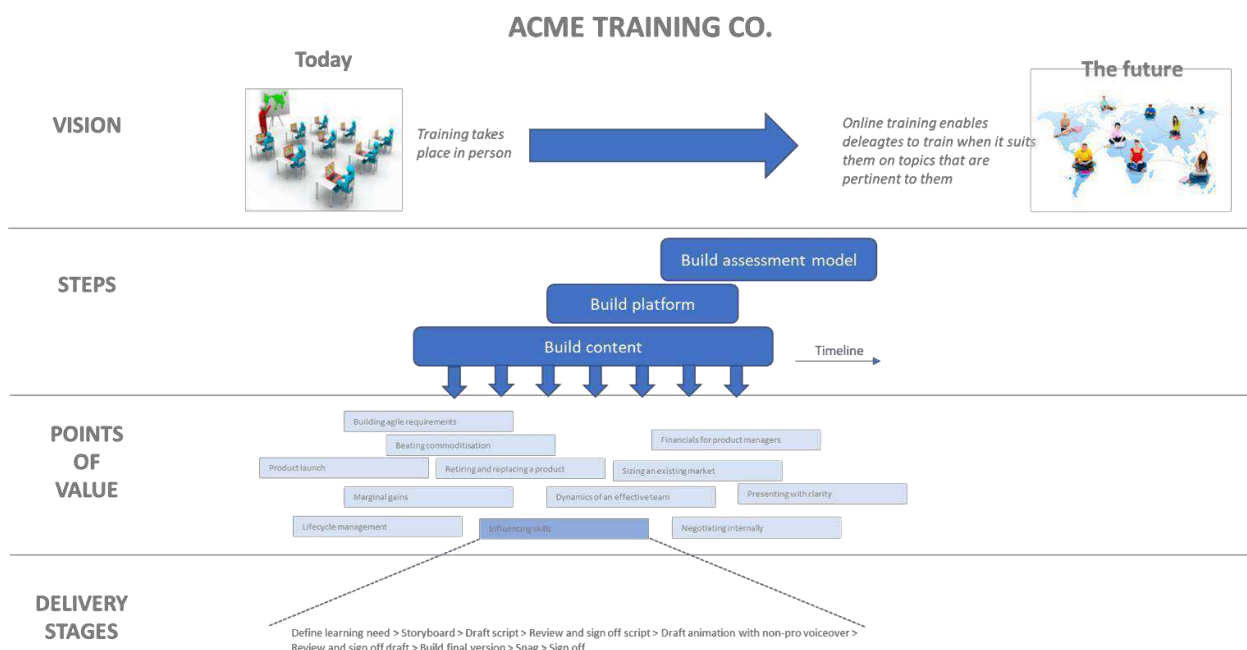 ACME TRAINING CO.
Today
The future
VISION
Training takes
place in person
Online training enables
deleagtes to train when it suits
them on topics that are
pertinent to them
STEPS
Build assessment model
Build platform
Build content
Timeline
POINTS
OF
VALUE
Building agile requirements
Beating commoditisation
Financials for product managers
Product launch
Retiring and replacing a product
Sizing an existing market
Marginal gains
Dynamics of an effective team
Presenting with clarity
Lifecycle management
Influencing skills
Negotiating internally
DELIVERY
STAGES
Define learning need > Storyboard > Draft script > Review and sign off script > Draft animation with non-pro voiceover >
Review and sign off draft > Build final version > Snag > Sign off